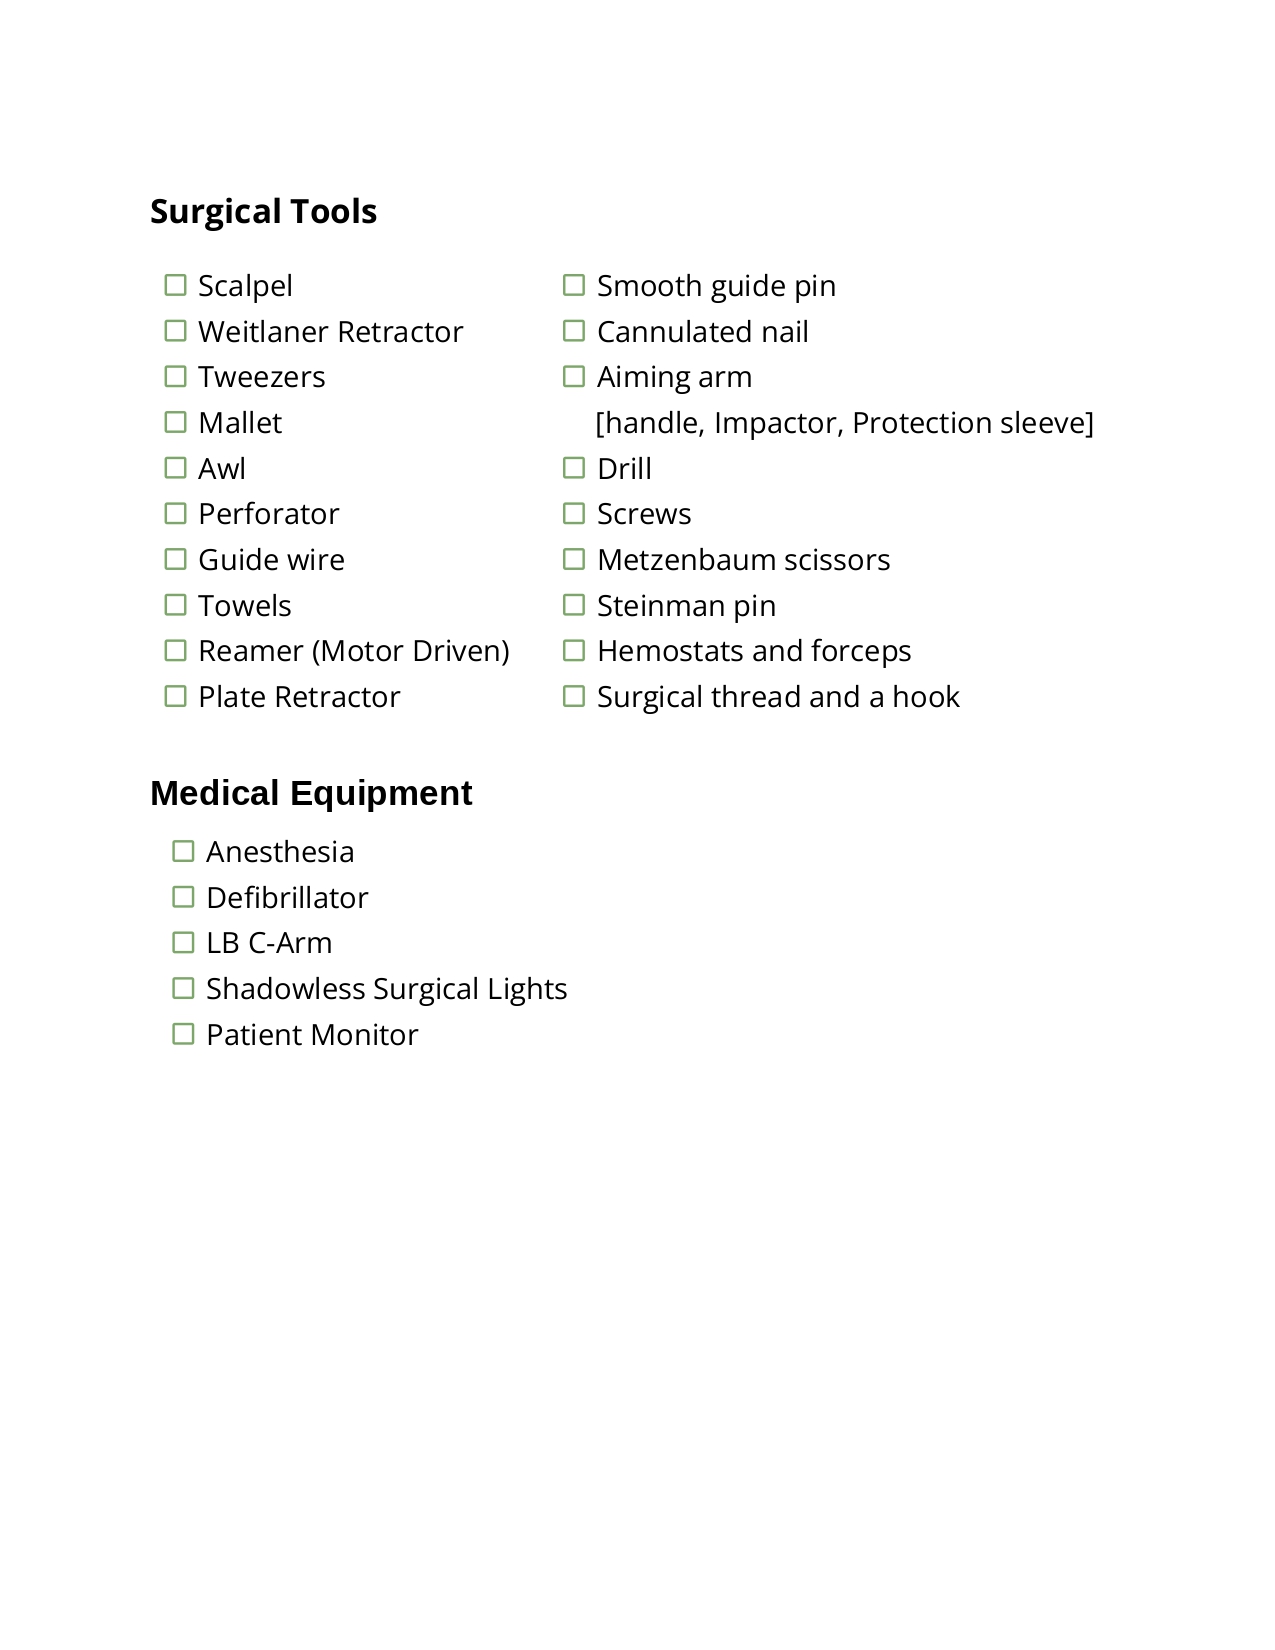 Surgical Tools
Scalpel
Weitlaner Retractor
Tweezers
Mallet
Awl
Perforator
Guide wire
Towels
Reamer (Motor Driven)
Plate Retractor
Smooth guide pin
Cannulated nail
Aiming arm
[handle, Impactor, Protection sleeve]
Drill
Screws
Metzenbaum scissors
Steinman pin
Hemostats and forceps
Surgical thread and a hook
Medical Equipment
Anesthesia
Defibrillator
LB C-Arm
Shadowless Surgical Lights
Patient Monitor